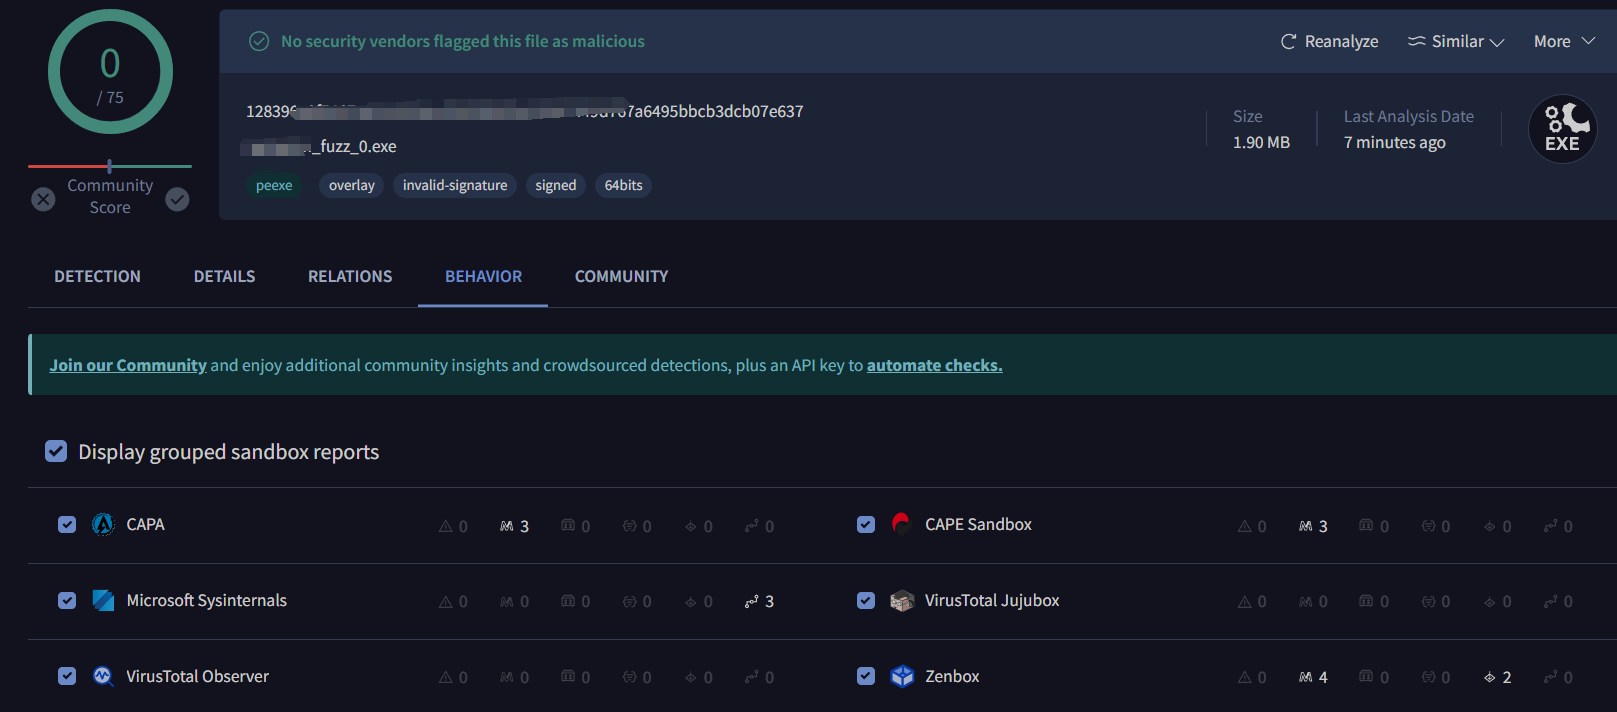 0
/ 75
Community
Score
No security vendors flagged this file as malicious
Reanalyze Similar More
7a6495bbcb3dcb07e637
_fuzz_0.exe
peexe overlay invalid-signature signed 64bits
Size
1.90 MB
Last Analysis Date
7 minutes ago
EXE
DETECTION DETAILS RELATIONS BEHAVIOR COMMUNITY
Join our Community and enjoy additional community insights and crowdsourced detections, plus an API key to automate checks.
Display grouped sandbox reports
CAPA 0 3 0 0 0 0
CAPE Sandbox 0 3 0 0 0 0
Microsoft Sysinternals 0 0 0 0 0 3
VirusTotal Jujubox 0 0 0 0 0 0
VirusTotal Observer 0 0 0 0 0 0
Zenbox 0 4 0 0 2 0